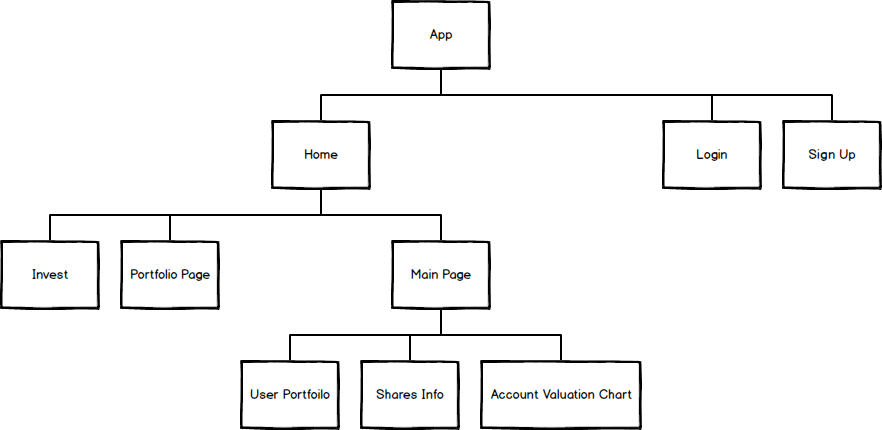 App
Home
Login
Sign Up
Invest
Portfolio Page
Main Page
User Portfoilo
Shares Info
Account Valuation Chart